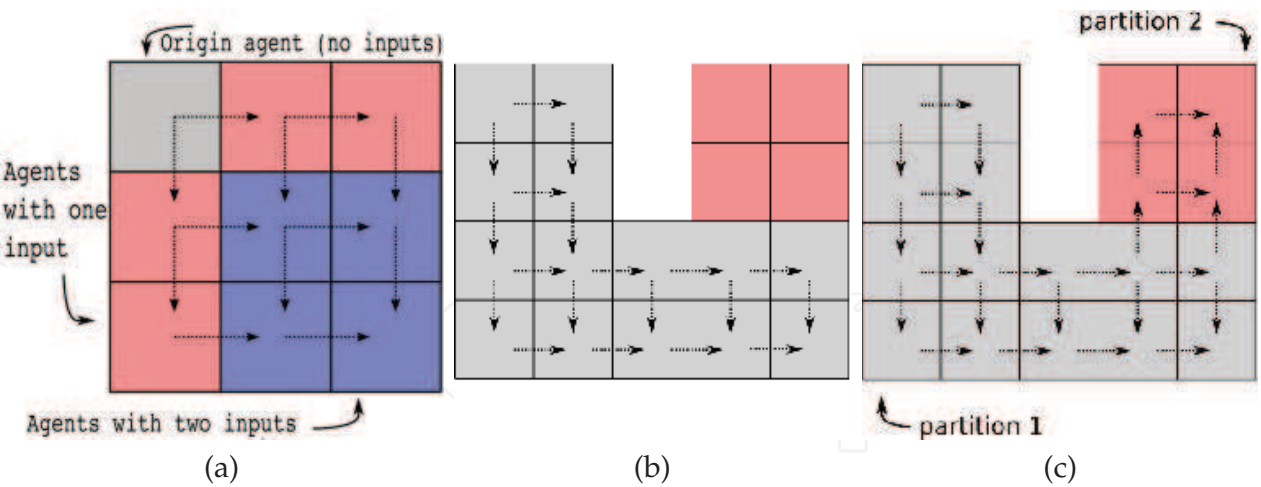 Origin agent (no inputs)
Agents
with one
input
Agents with two inputs
(a)
(b)
partition 2
partition 1
(c)